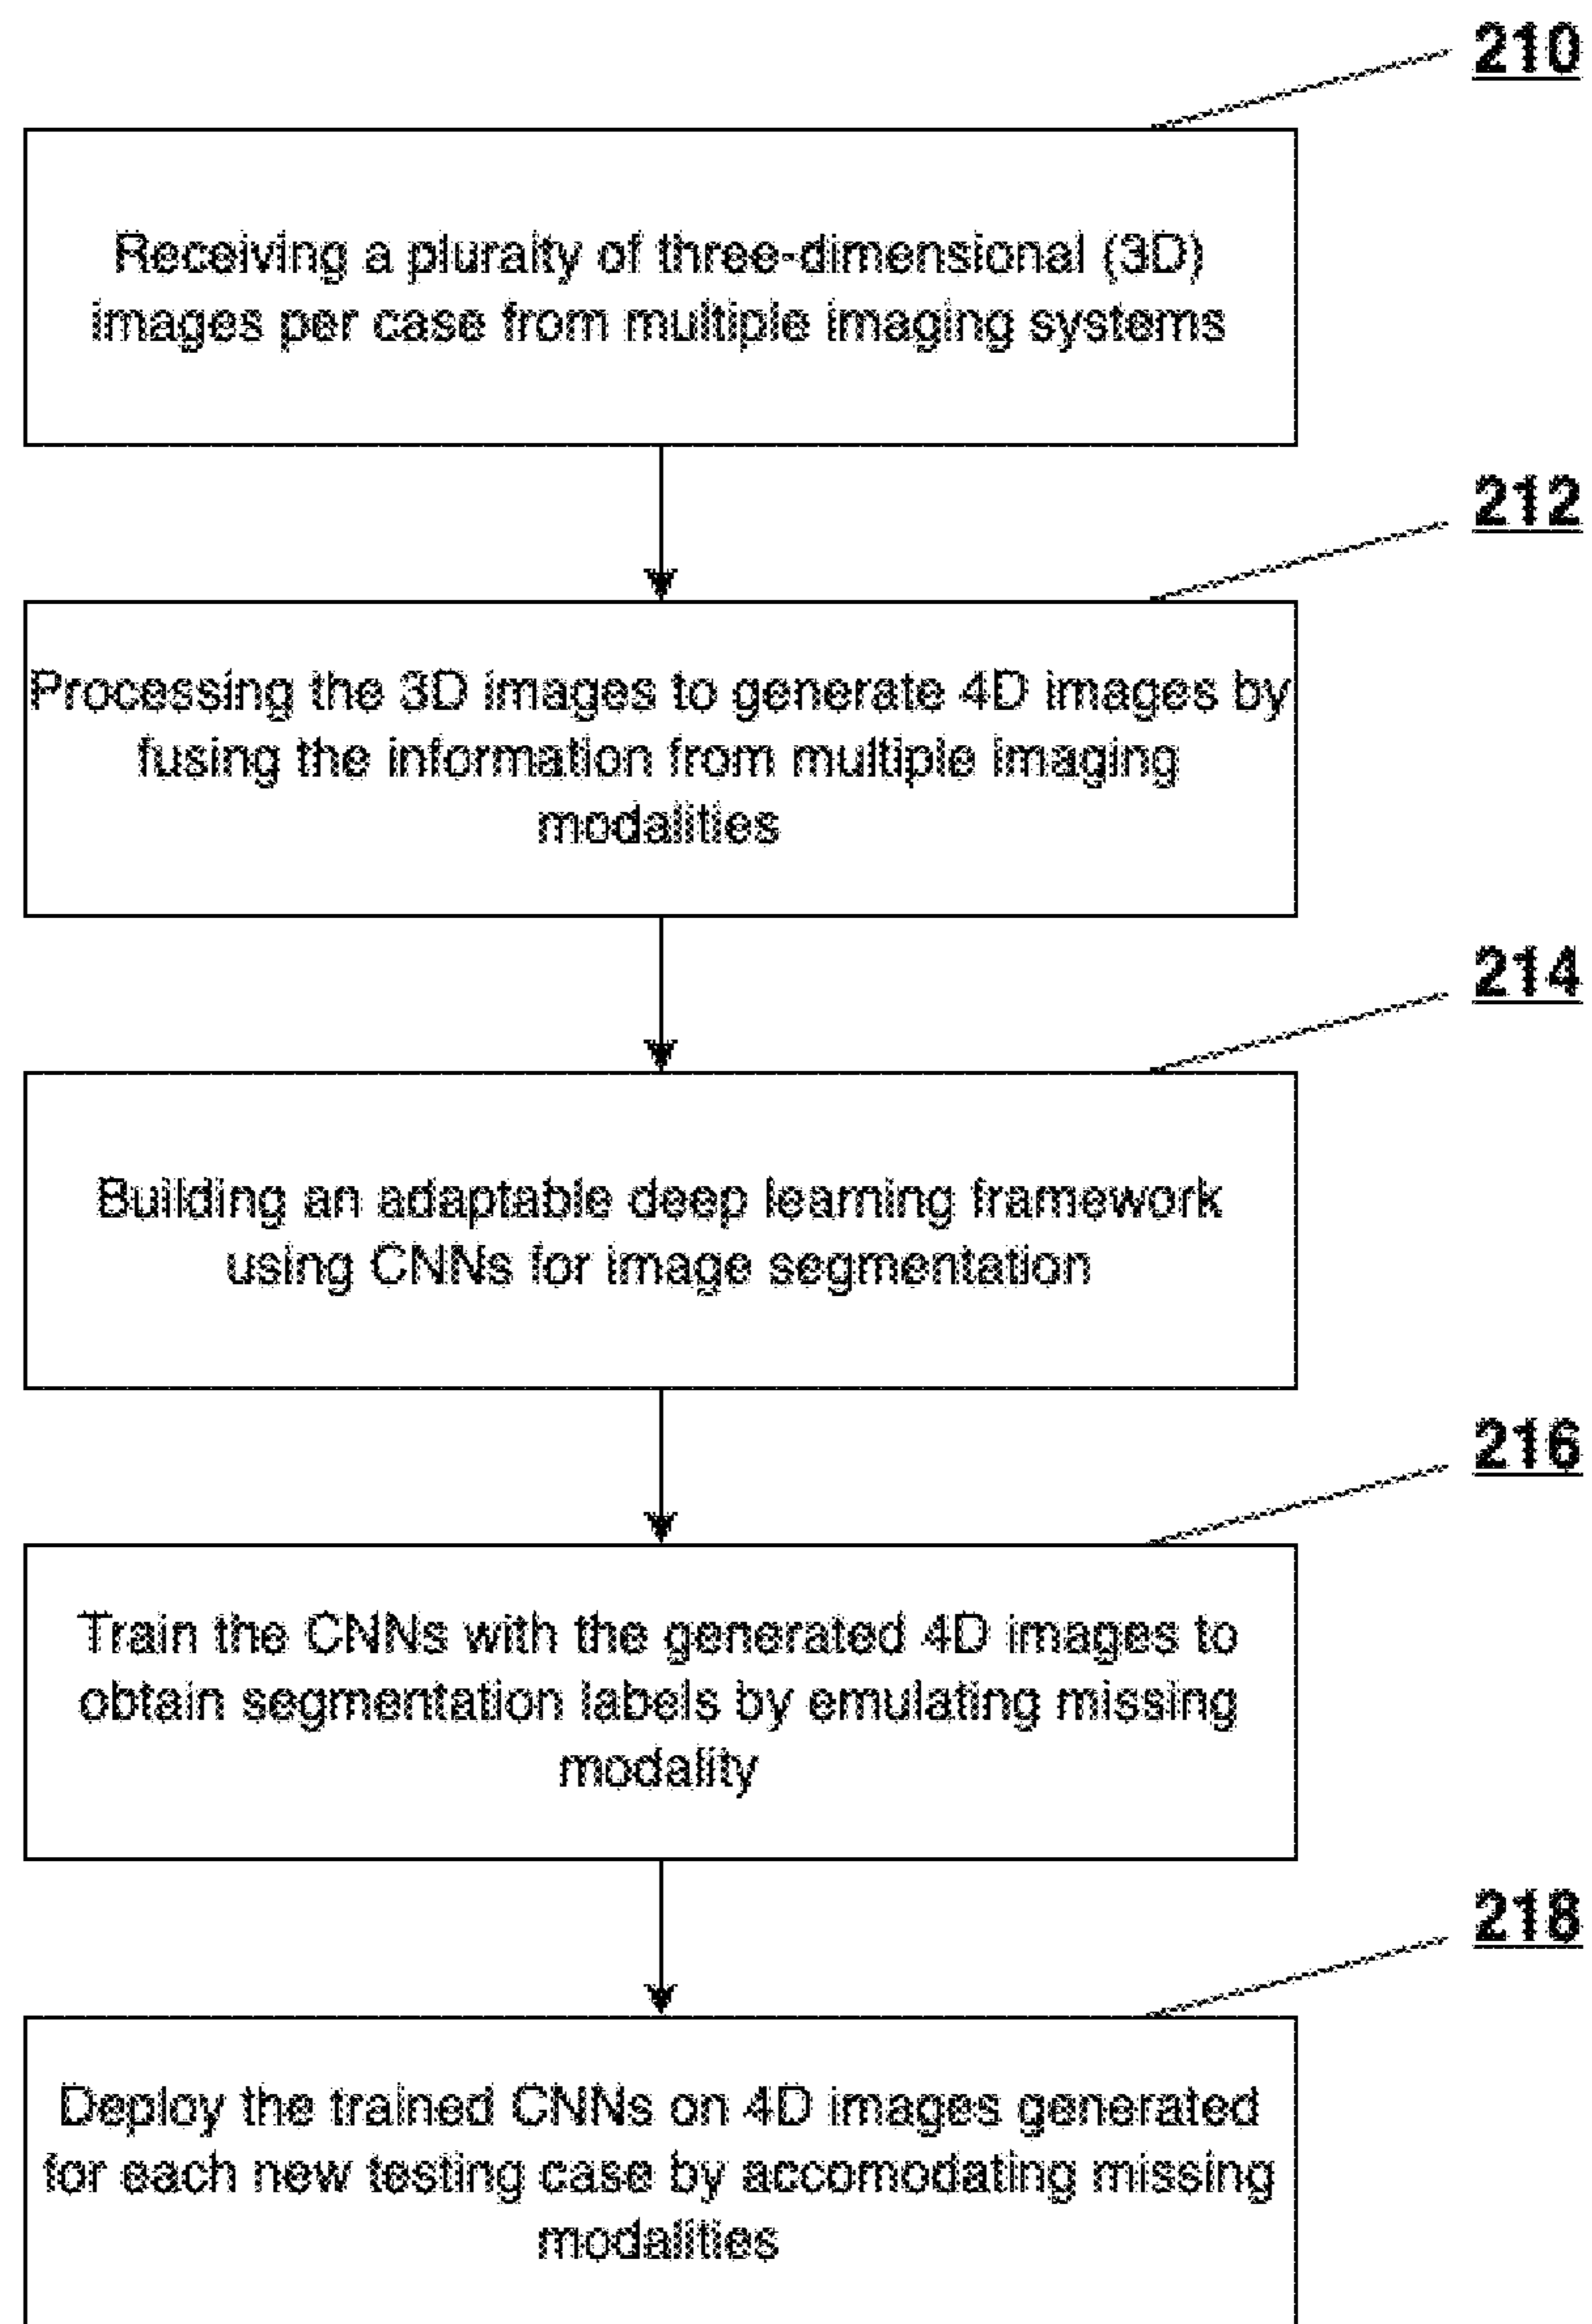 210
Receiving a pluralty of three-dimensional (3D)
images per case from multiple imaging systems
212
Processing the 3D images to generate 4D images by
fusing the information from multiple imaging
modalities
214
Building an adaptable deep learning framework
using CNNs for image segmentation
216
Train the CNNs with the generated 4D images to
obtain segmentation labels by emulating missing
modality
218
Deploy the trained CNNs on 4D images generated
for each new testing case by accomodating missing
modalities